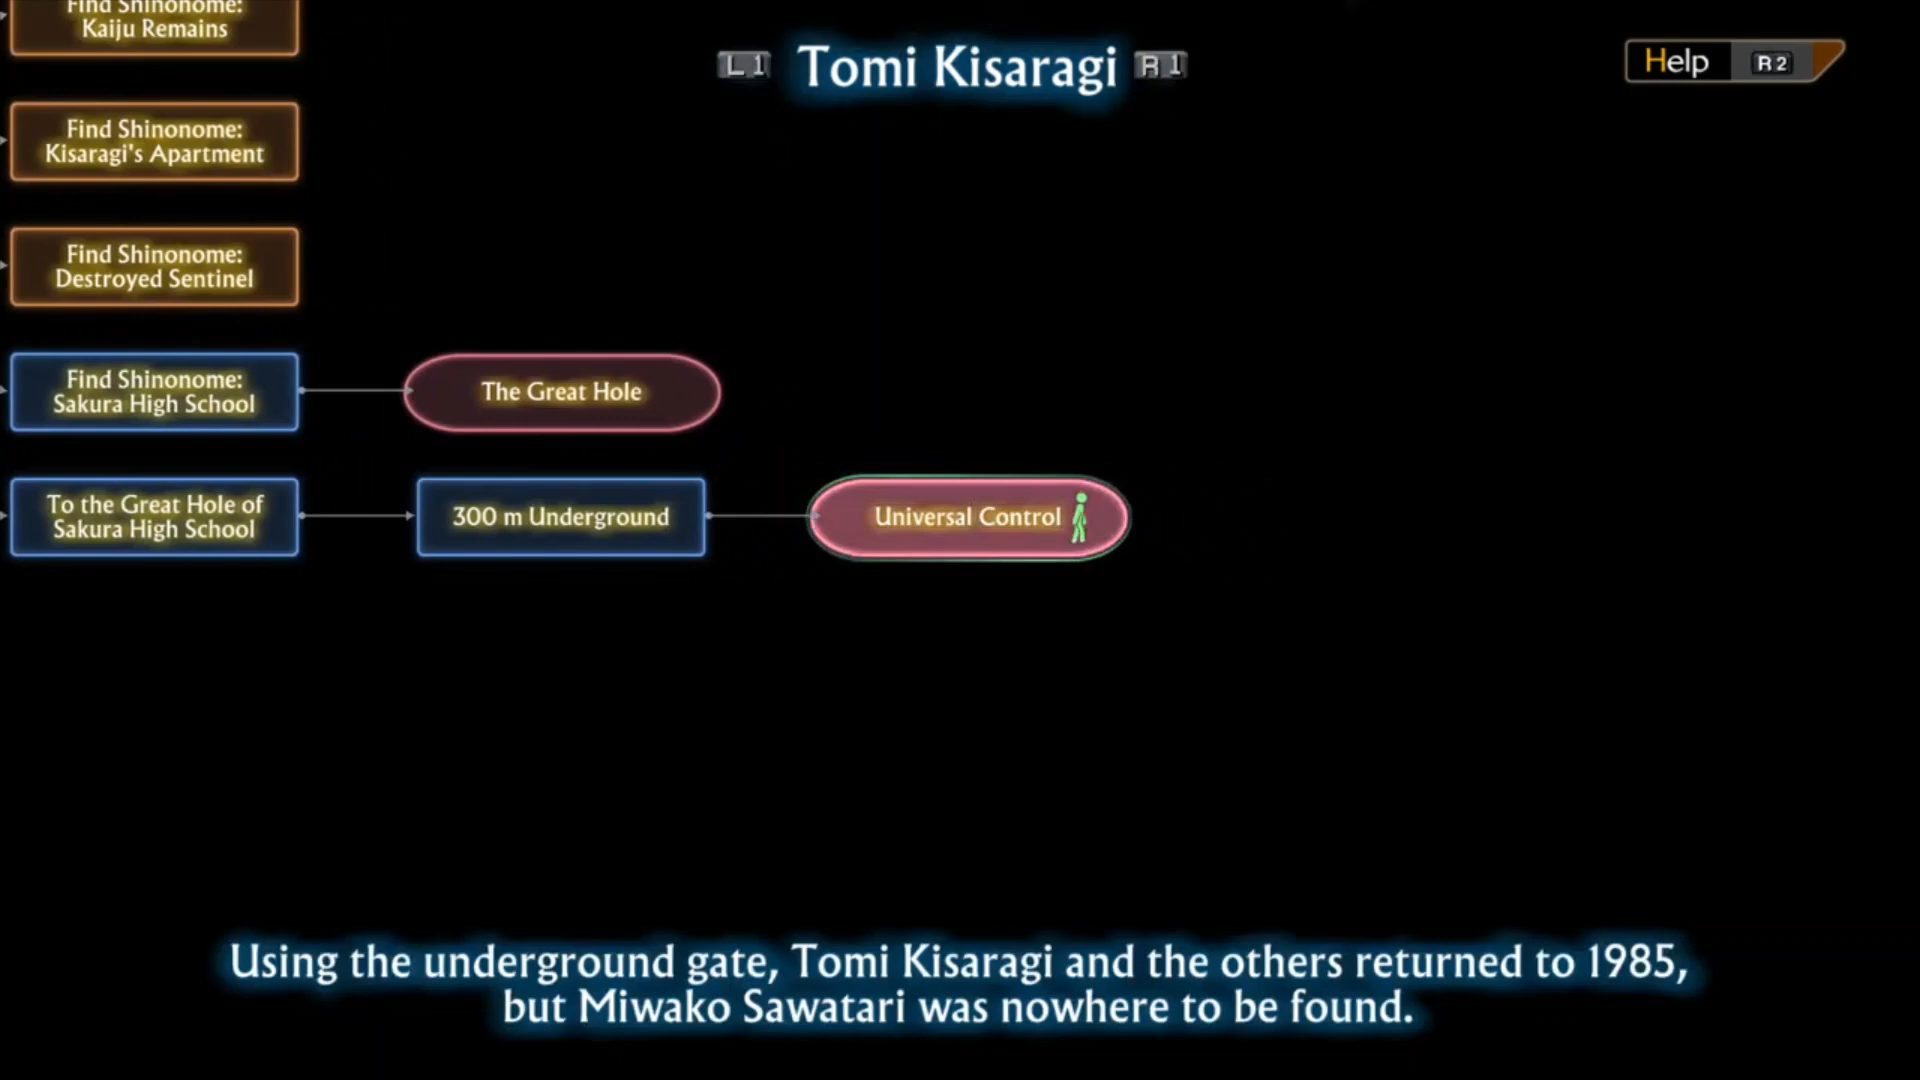 Find Shinonome:
Kaiju Remains
L1 Tomi Kisaragi R1
Help R2
Find Shinonome:
Kisaragi's Apartment
Find Shinonome:
Destroyed Sentinel
Find Shinonome:
Sakura High School
The Great Hole
To the Great Hole of
Sakura High School
300 m Underground
Universal Control
Using the underground gate, Tomi Kisaragi and the others returned to 1985,
but Miwako Sawatari was nowhere to be found.